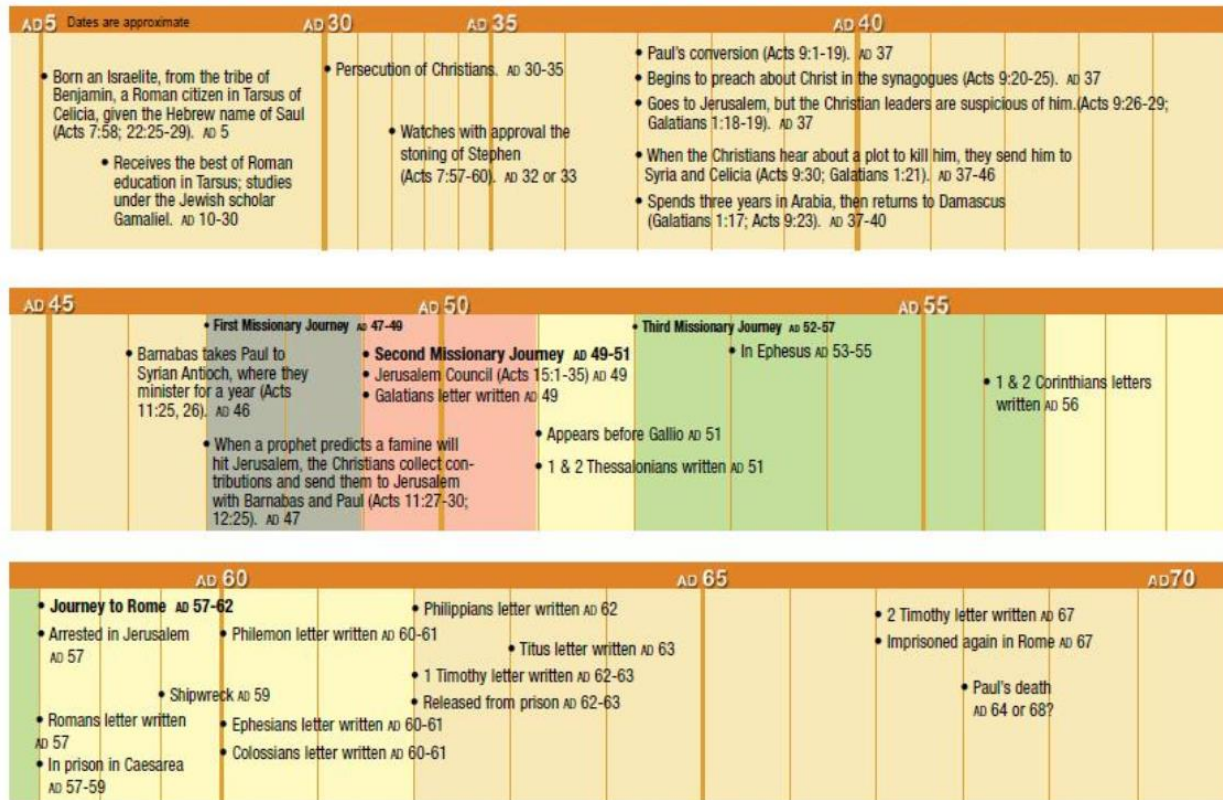 AD5 Dates are approximate
AD 30
AD 35
AD 40
• Born an Israelite, from the tribe of
Benjamin, a Roman citizen in Tarsus of
Celicia, given the Hebrew name of Saul
(Acts 7:58; 22:25-29). AD 5
• Receives the best of Roman
education in Tarsus; studies
under the Jewish scholar
Gamaliel. AD 10-30
• Persecution of Christians. AD 30-35
• Watches with approval the
stoning of Stephen
(Acts 7:57-60). AD 32 or 33
• Paul's conversion (Acts 9:1-19). AD 37
• Begins to preach about Christ in the synagogues (Acts 9:20-25). AD 37
• Goes to Jerusalem, but the Christian leaders are suspicious of him.(Acts 9:26-29;
Galatians 1:18-19). AD 37
• When the Christians hear about a plot to kill him, they send him to
Syria and Celicia (Acts 9:30; Galatians 1:21). AD 37-46
• Spends three years in Arabia, then returns to Damascus
(Galatians 1:17; Acts 9:23). AD 37-40
AD 45
AD 50
AD 55
• Barnabas takes Paul to
Syrian Antioch, where they
minister for a year (Acts
11:25, 26). AD 46
• First Missionary Journey AD 47-49
• When a prophet predicts a famine will
hit Jerusalem, the Christians collect con-
tributions and send them to Jerusalem
with Barnabas and Paul (Acts 11:27-30;
12:25). AD 47
• Second Missionary Journey AD 49-51
• Jerusalem Council (Acts 15:1-35) AD 49
• Galatians letter written AD 49
• Appears before Gallio AD 51
• 1 & 2 Thessalonians written AD 51
• Third Missionary Journey AD 52-57
• In Ephesus AD 53-55
• 1 & 2 Corinthians letters
written AD 56
AD 60
AD 65
AD70
• Journey to Rome AD 57-62
• Arrested in Jerusalem
AD 57
• Shipwreck AD 59
• Romans letter written
AD 57
• In prison in Caesarea
AD 57-59
• Philemon letter written AD 60-61
• Ephesians letter written AD 60-61
• Colossians letter written AD 60-61
• Philippians letter written AD 62
• Titus letter written AD 63
• 1 Timothy letter written AD 62-63
• Released from prison AD 62-63
• 2 Timothy letter written AD 67
• Imprisoned again in Rome AD 67
• Paul's death
AD 64 or 68?